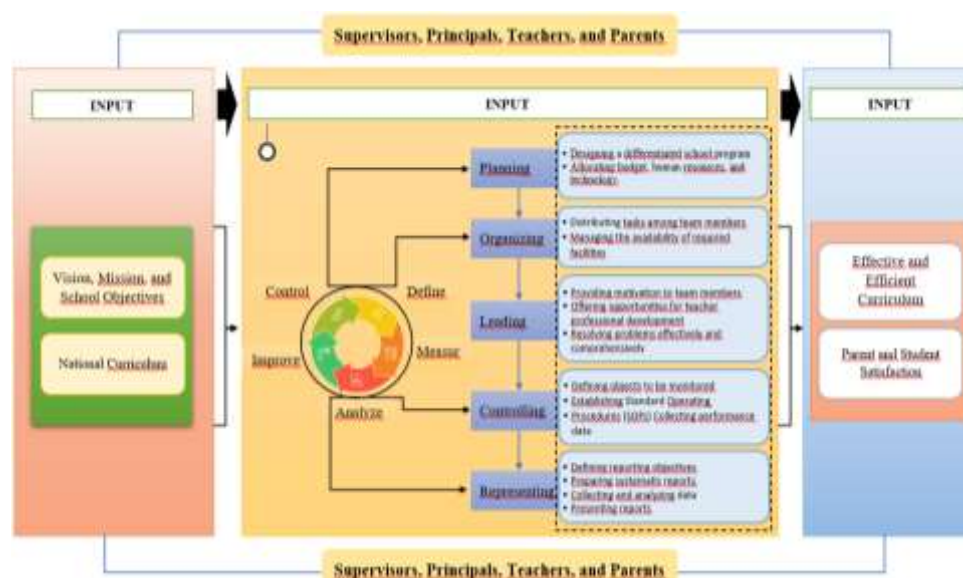 Supervisors, Principals, Teachers, and Parents
INPUT
INPUT
INPUT
Vision, Mission, and
School Objectives
National Curriculum
Control
Define
Improve
Measur
Analyze
Planning
• Designing a differentiated school program
• Allocating budget, human resources, and
technology.
Organizing
• Distributing tasks among team members
• Managing the availability of required
facilities
Leading
• Providing motivation to team members.
• Offering opportunities for teacher
professional development
• Resolving problems effectively and
comprehensively
Controlling
• Defining objects to be monitored
• Establishing Standard Operating
• Procedures (SOPs) Collecting performance
data
Representing
• Defining reporting objectives
• Preparing systematic reports
• Collecting and analyzing data
• Presenting reports
Effective and
Efficient
Curriculum
Parent and Student
Satisfaction
Supervisors, Principals, Teachers, and Parents